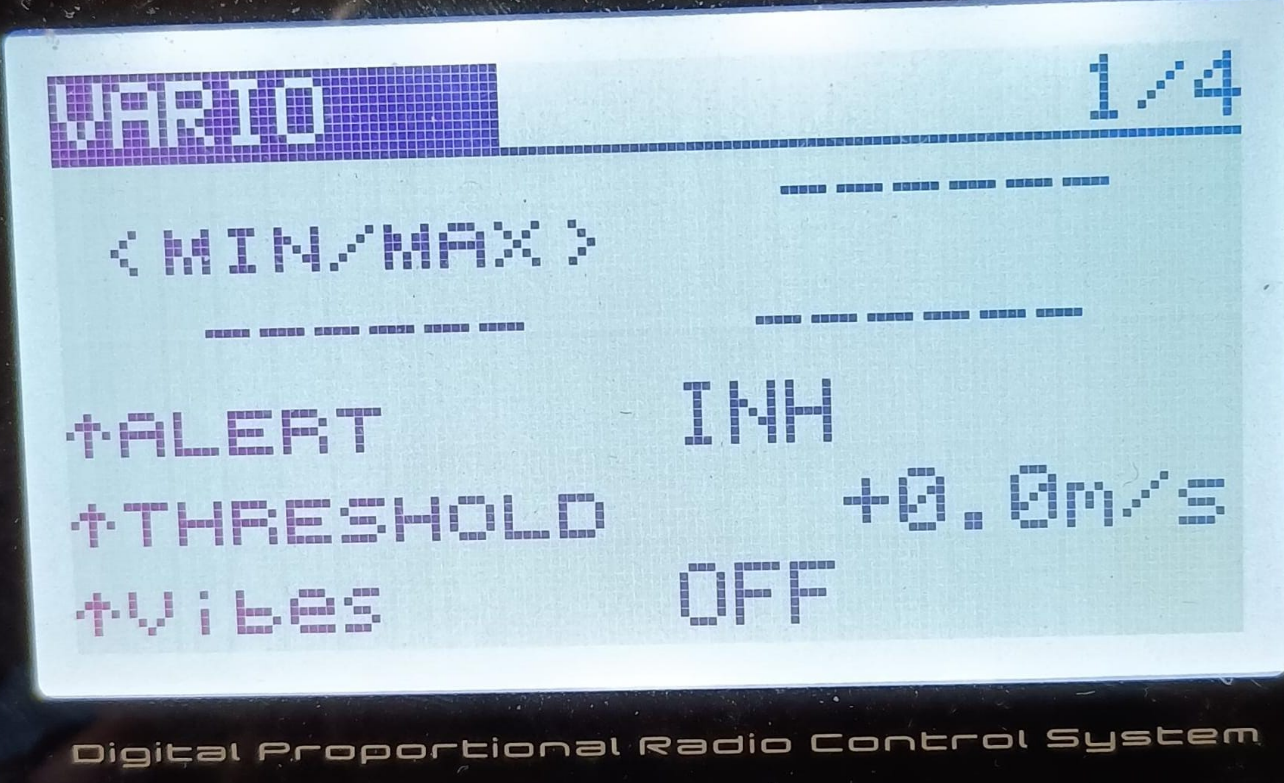 VARIO 1/4
------
<MIN/MAX>
------ ------
↑ALERT INH
↑THRESHOLD +0.0m/s
↑Vibes OFF
Digital Proportional Radio Control System